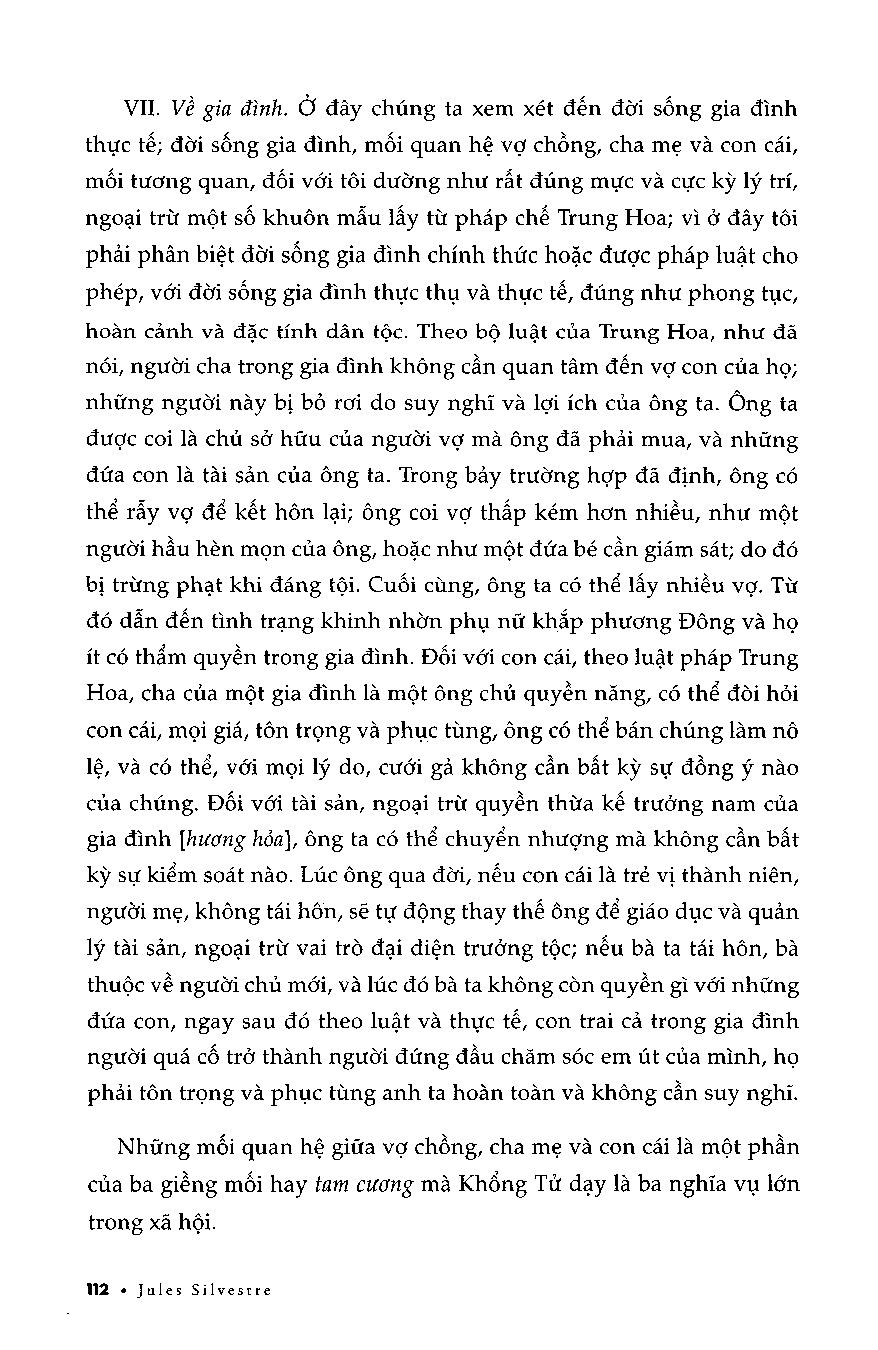 VII. Về gia đình. Ở đây chúng ta xem xét đến đời sống gia đình
thực tế; đời sống gia đình, mối quan hệ vợ chồng, cha mẹ và con cái,
mối tương quan, đối với tôi dường như rất đúng mực và cực kỳ lý trí,
ngoại trừ một số khuôn mẫu lấy từ pháp chế Trung Hoa; vì ở đây tôi
phải phân biệt đời sống gia đình chính thức hoặc được pháp luật cho
phép, với đời sống gia đình thực thụ và thực tế, đúng như phong tục,
hoàn cảnh và đặc tính dân tộc. Theo bộ luật của Trung Hoa, như đã
nói, người cha trong gia đình không cần quan tâm đến vợ con của họ;
những người này bị bỏ rơi do suy nghĩ và lợi ích của ông ta. Ông ta
được coi là chủ sở hữu của người vợ mà ông đã phải mua, và những
đứa con là tài sản của ông ta. Trong bảy trường hợp đã định, ông có
thể rẫy vợ để kết hôn lại; ông coi vợ thấp kém hơn nhiều, như một
người hầu hèn mọn của ông, hoặc như một đứa bé cần giám sát; do đó
bị trừng phạt khi đáng tội. Cuối cùng, ông ta có thể lấy nhiều vợ. Từ
đó dẫn đến tình trạng khinh nhờn phụ nữ khắp phương Đông và họ
ít có thẩm quyền trong gia đình. Đối với con cái, theo luật pháp Trung
Hoa, cha của một gia đình là một ông chủ quyền năng, có thể đòi hỏi
con cái, mọi giá, tôn trọng và phục tùng, ông có thể bán chúng làm nô
lệ, và có thể, với mọi lý do, cưới gả không cần bất kỳ sự đồng ý nào
của chúng. Đối với tài sản, ngoại trừ quyền thừa kế trưởng nam của
gia đình [hương hỏa], ông ta có thể chuyển nhượng mà không cần bất
kỳ sự kiểm soát nào. Lúc ông qua đời, nếu con cái là trẻ vị thành niên,
người mẹ, không tái hôn, sẽ tự động thay thế ông để giáo dục và quản
lý tài sản, ngoại trừ vai trò đại diện trưởng tộc; nếu bà ta tái hôn, bà
thuộc về người chủ mới, và lúc đó bà ta không còn quyền gì với những
đứa con, ngay sau đó theo luật và thực tế, con trai cả trong gia đình
người quá cố trở thành người đứng đầu chăm sóc em út của mình, họ
phải tôn trọng và phục tùng anh ta hoàn toàn và không cần suy nghĩ.
Những mối quan hệ giữa vợ chồng, cha mẹ và con cái là một phần
của ba giềng mối hay tam cương mà Khổng Tử dạy là ba nghĩa vụ lớn
trong xã hội.
112 • Jules Silvestre